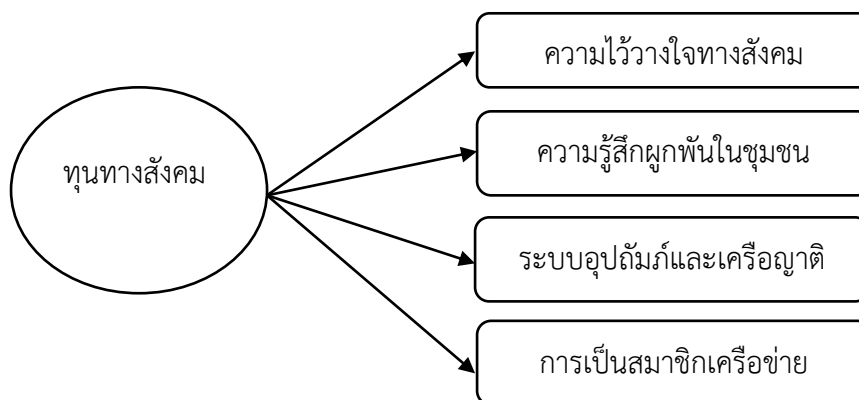 ความไว้วางใจทางสังคม
ความรู้สึกผูกพันในชุมชน
ทุนทางสังคม
ระบบอุปถัมภ์และเครือญาติ
การเป็นสมาชิกเครือข่าย